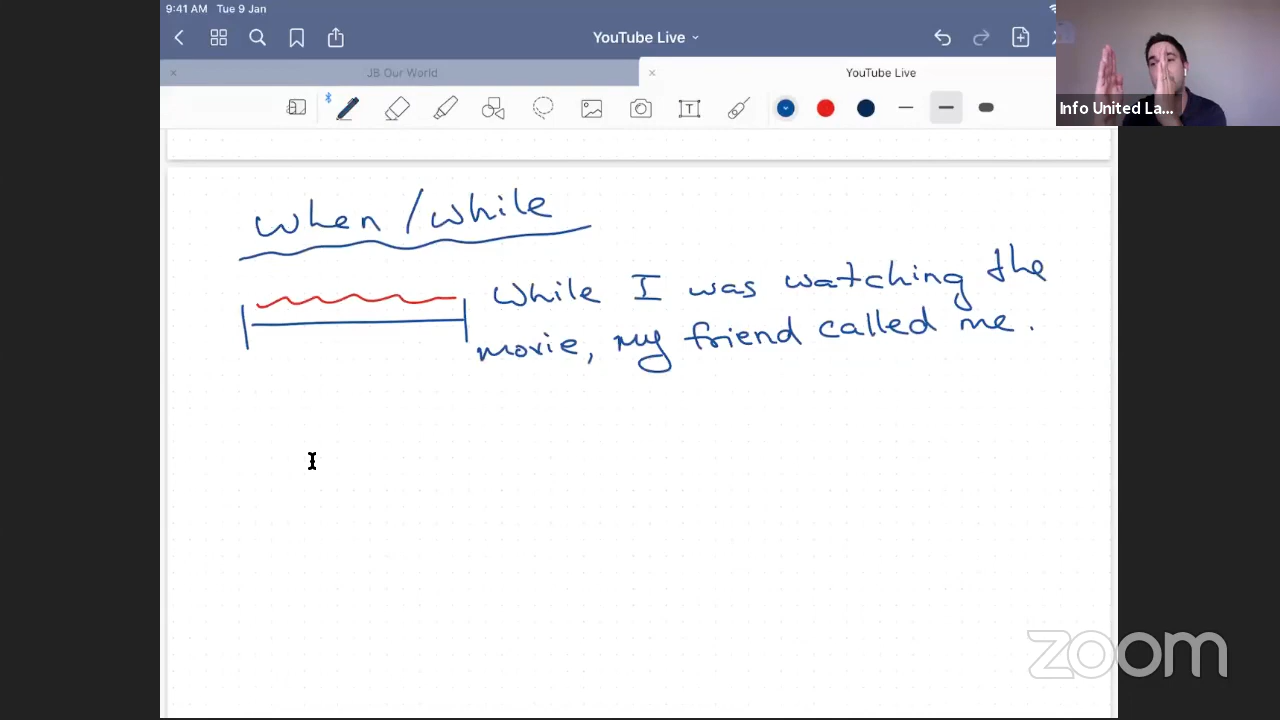 9:41 AM Tue 9 Jan
YouTube Live
JB Our World
YouTube Live
T
Info United La...
when / while
While I was watching the
movie, my friend called me.
zoom